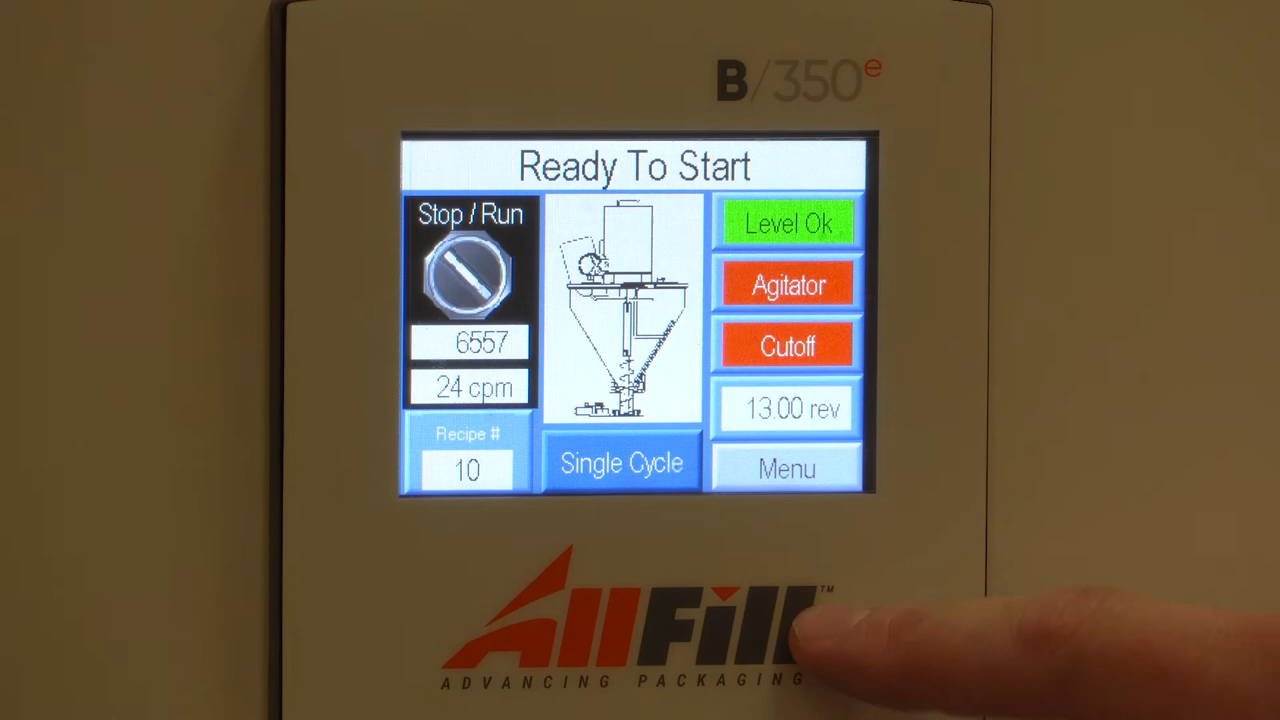 B/350e
Ready To Start
Stop / Run
6557
24 cpm
Recipe #
10
Single Cycle
Level Ok
Agitator
Cutoff
13.00 rev
Menu
AllFill™
ADVANCING PACKAGING